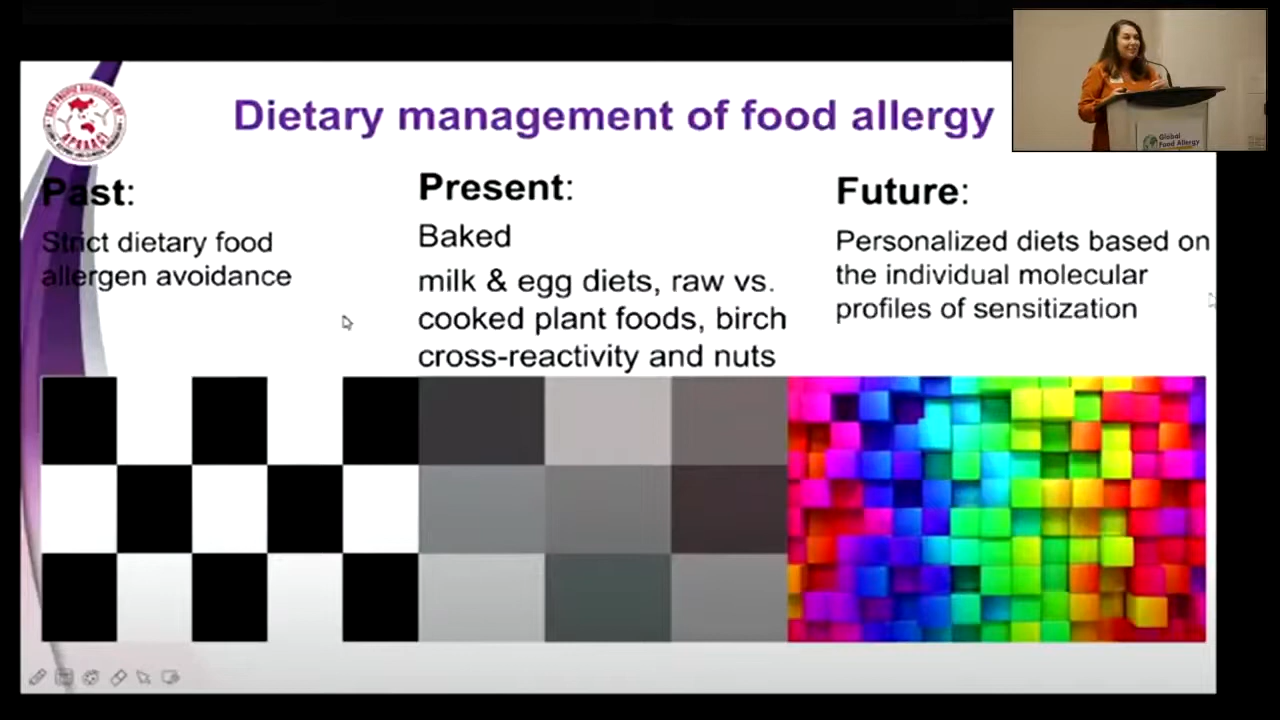 Dietary management of food allergy
Past:
Strict dietary food
allergen avoidance
Present:
Baked
milk & egg diets, raw vs.
cooked plant foods, birch
cross-reactivity and nuts
Future:
Personalized diets based on
the individual molecular
profiles of sensitization
Global
Food Allergy